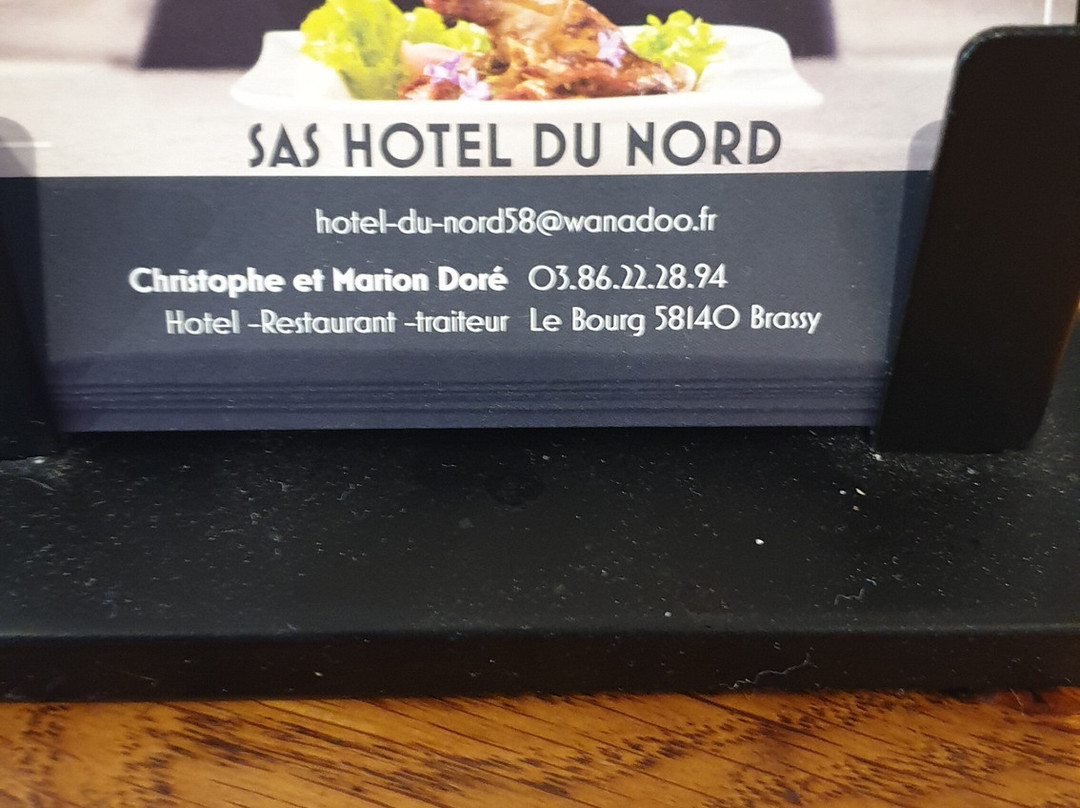 SAS HOTEL DU NORD
hotel-du-nord58@wanadoo.fr
Christophe et Marion Doré 03.86.22.28.94
Hotel -Restaurant -traiteur Le Bourg 58140 Brassy